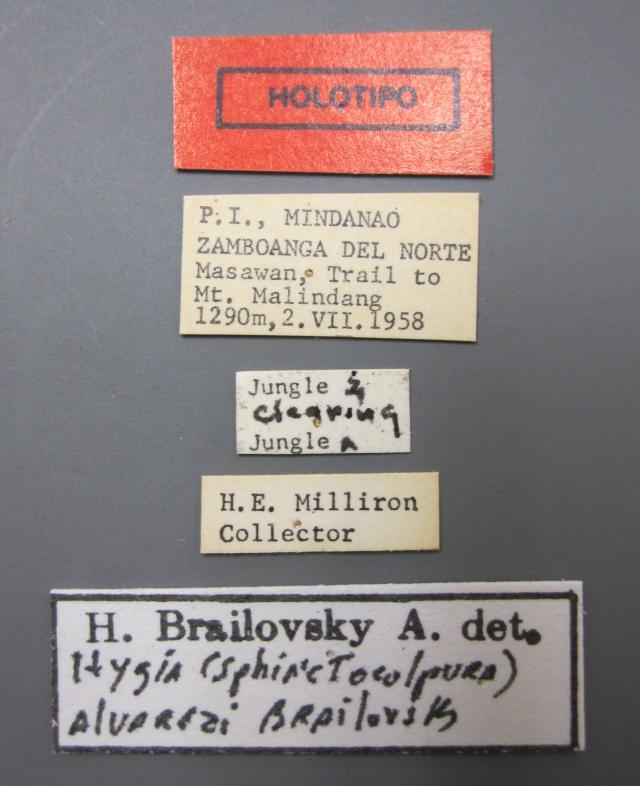 HOLOTIPO
P.I., MINDANAO
ZAMBOANGA DEL NORTE
Masawan, Trail to
Mt. Malindang
1290m, 2.VII.1958
Jungle &
clearing
Jungle
H.E. Milliron
Collector
H. Brailovsky A. det.
Hygia (Sphinctocolpura)
alvarezi Brailovsky